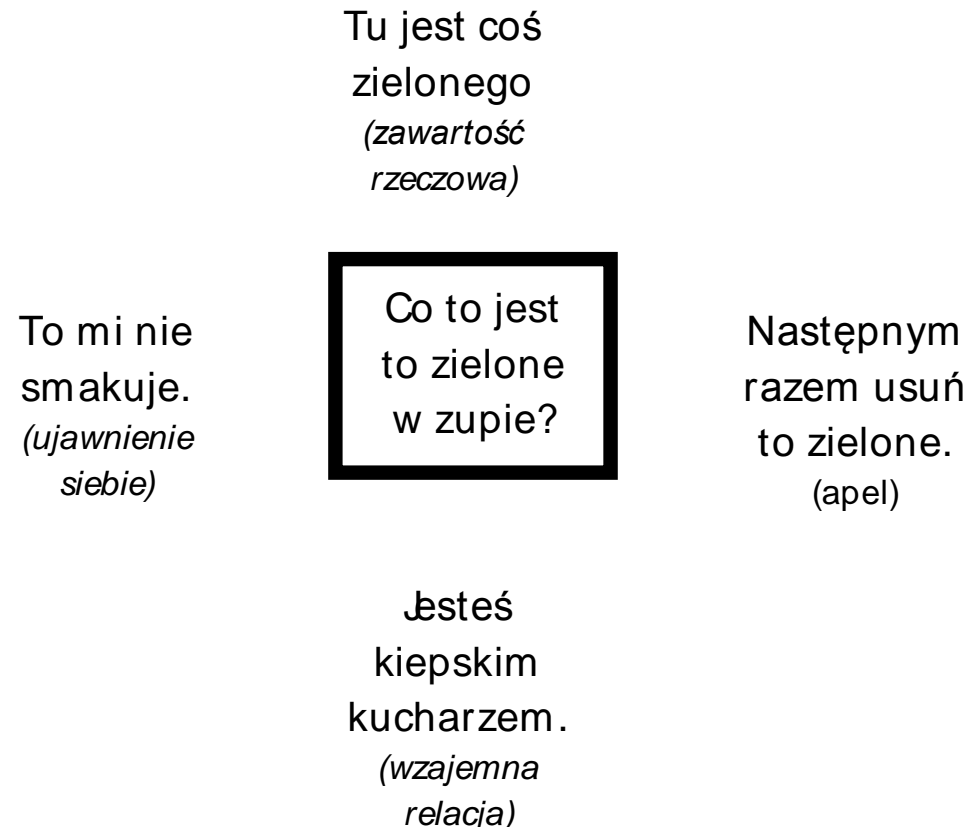 Tu jest coś
zielonego
(zawartość
rzeczowa)
Co to jest
to zielone
w zupie?
To mi nie
smakuje.
(ujawnienie
siebie)
Następnym
razem usuń
to zielone.
(apel)
Jesteś
kiepskim
kucharzem.
(wzajemna
relacja)